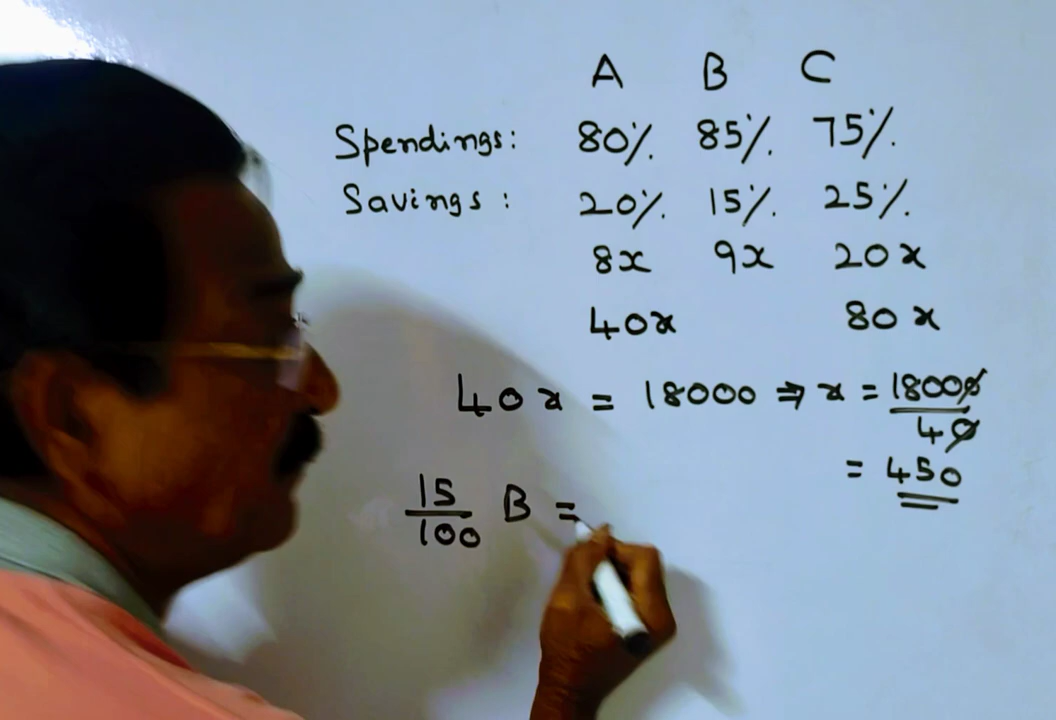 A B C
Spendings: 80% 85% 75%
Savings: 20% 15% 25%
8x 9x 20x
40x 80x
40x = 18000 ⇒ x = 18000/40
= 450
15/100 B =